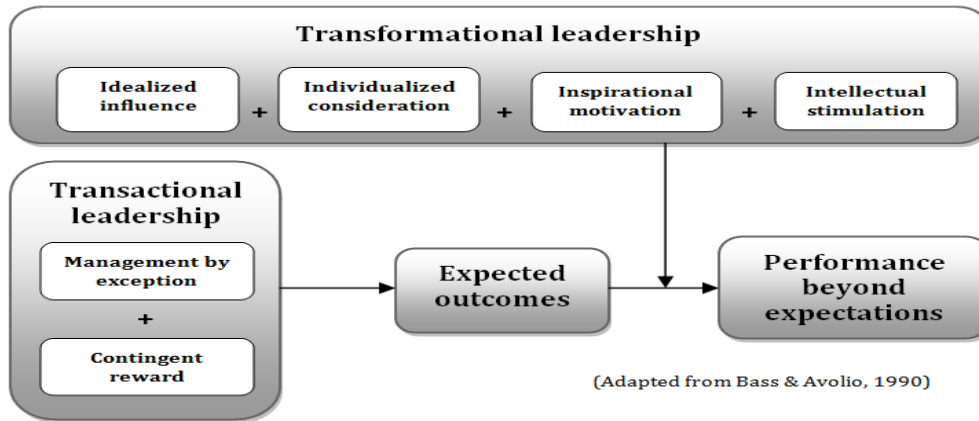 Transformational leadership
Idealized
influence
+
Individualized
consideration
+
Inspirational
motivation
+
Intellectual
stimulation
Transactional
leadership
Management by
exception
+
Contingent
reward
Expected
outcomes
Performance
beyond
expectations
(Adapted from Bass & Avolio, 1990)